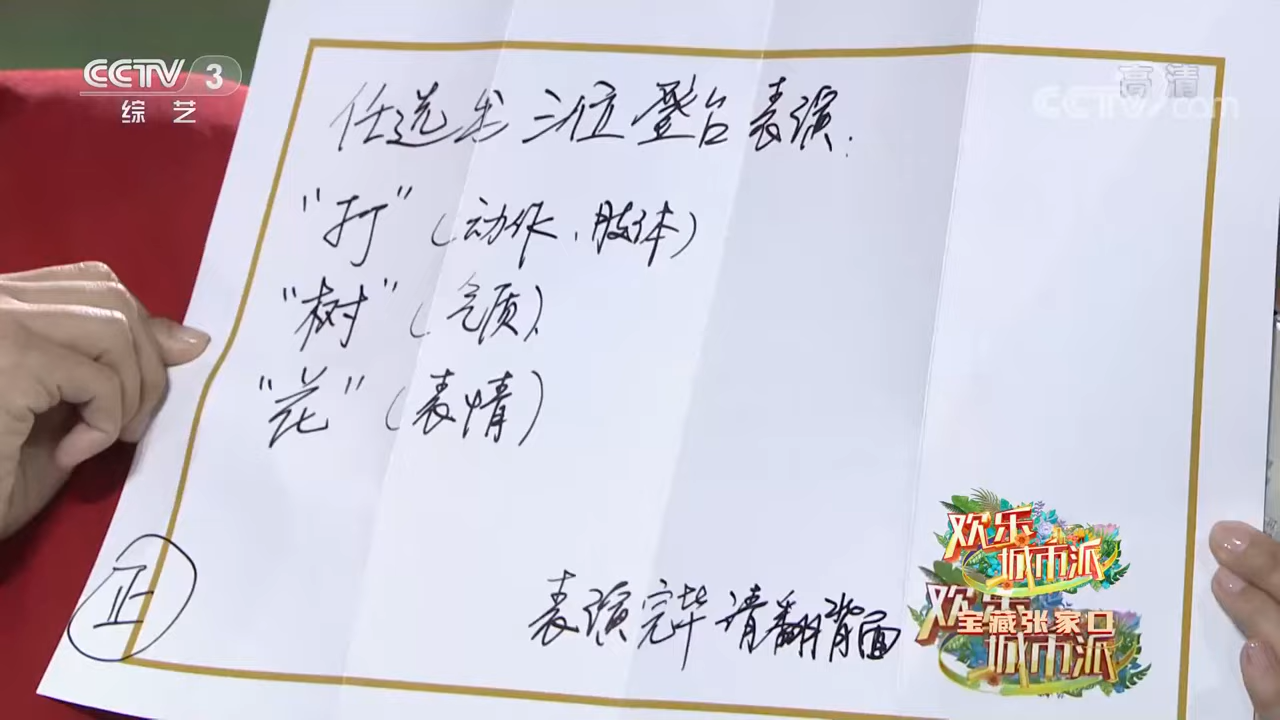 CCTV 3
综艺
高清
CCTV.com
任选出三位登台表演:
"打"(动作、肢体)
"树"(气质)
"花"(表情)
正
表演完毕请翻背面
欢乐
城市派
欢乐
宝藏张家口
城市派